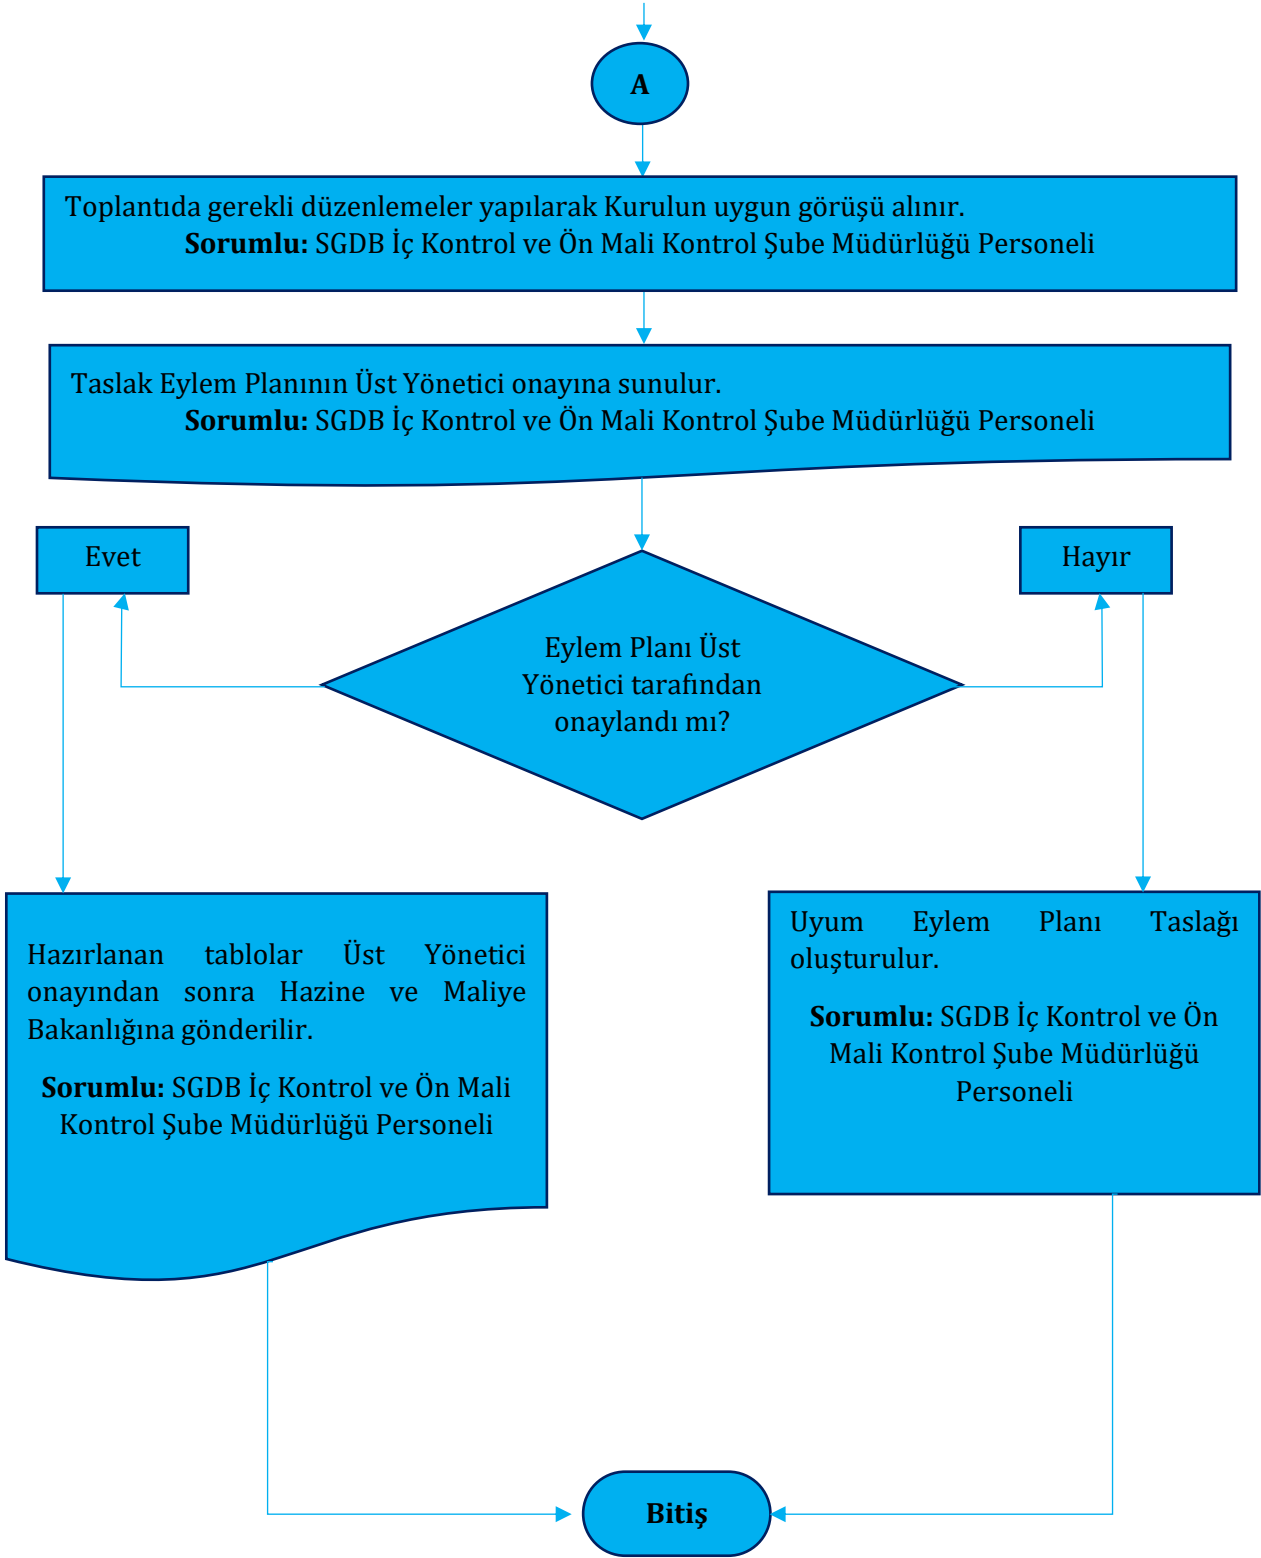 A
Toplantıda gerekli düzenlemeler yapılarak Kurulun uygun görüşü alınır.
Sorumlu: SGDB İç Kontrol ve Ön Mali Kontrol Şube Müdürlüğü Personeli
Taslak Eylem Planının Üst Yönetici onayına sunulur.
Sorumlu: SGDB İç Kontrol ve Ön Mali Kontrol Şube Müdürlüğü Personeli
Evet
Hayır
Eylem Planı Üst
Yönetici tarafından
onaylandı mı?
Hazırlanan tablolar Üst Yönetici
onayından sonra Hazine ve Maliye
Bakanlığına gönderilir.
Sorumlu: SGDB İç Kontrol ve Ön Mali
Kontrol Şube Müdürlüğü Personeli
Uyum Eylem Planı Taslağı
oluşturulur.
Sorumlu: SGDB İç Kontrol ve Ön
Mali Kontrol Şube Müdürlüğü
Personeli
Bitiş